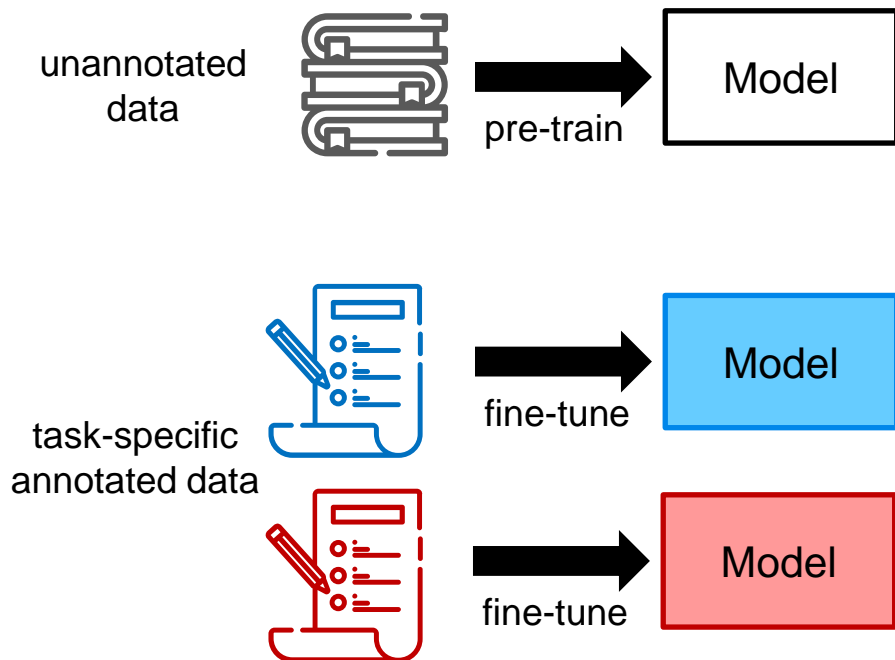 unannotated
data
pre-train
Model
task-specific
annotated data
fine-tune
Model
fine-tune
Model